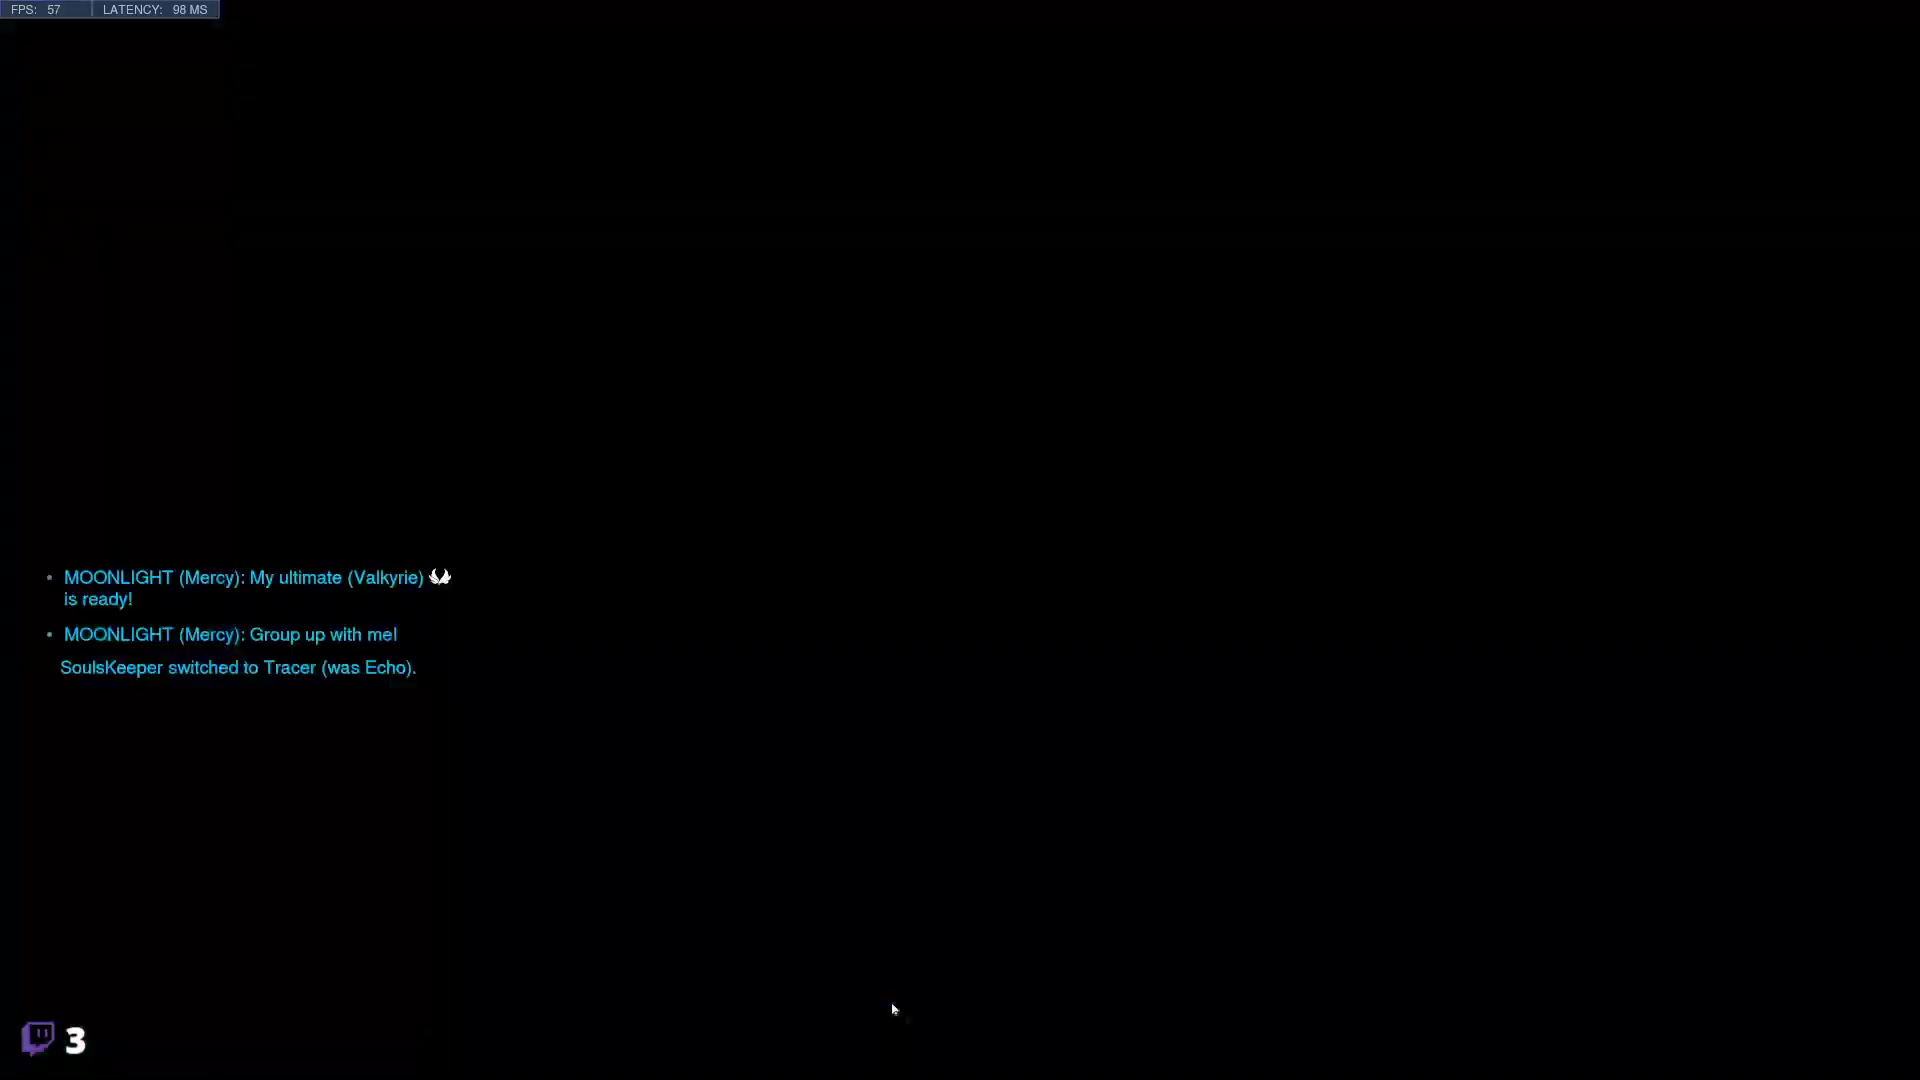 FPS: 57 LATENCY: 98 MS
• MOONLIGHT (Mercy): My ultimate (Valkyrie)
is ready!
• MOONLIGHT (Mercy): Group up with me!
SoulsKeeper switched to Tracer (was Echo).
3